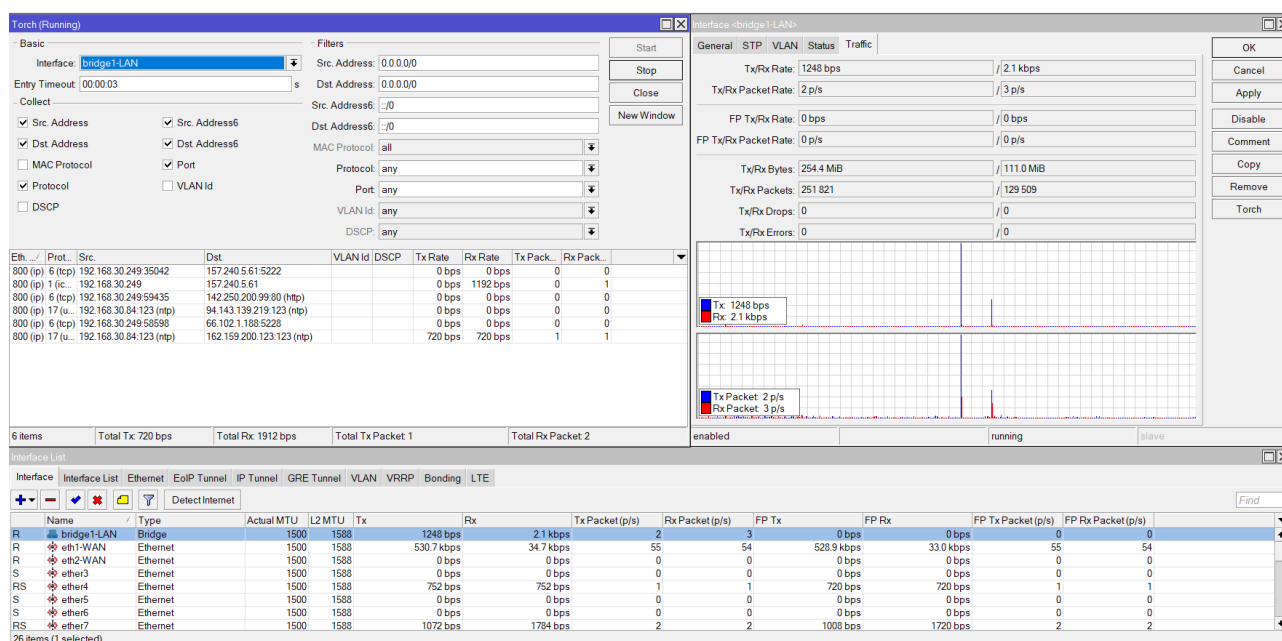 Torch (Running)
Basic
Interface: bridge1-LAN
Entry Timeout: 00:00:03 s
Collect
Src. Address Src. Address6
Dst. Address Dst. Address6
MAC Protocol Port
Protocol VLAN Id
DSCP
Filters
Src. Address: 0.0.0.0/0
Dst. Address: 0.0.0.0/0
Src. Address6: ::/0
Dst. Address6: ::/0
MAC Protocol: all
Protocol: any
Port: any
VLAN Id: any
DSCP: any
Start
Stop
Close
New Window
Eth. ... / Prot... Src. Dst. VLAN Id DSCP Tx Rate Rx Rate Tx Pack... Rx Pack...
800 (ip) 6 (tcp) 192.168.30.249:35042 157.240.5.61:5222 0 bps 0 bps 0 0
800 (ip) 1 (ic... 192.168.30.249 157.240.5.61 0 bps 1192 bps 0 1
800 (ip) 6 (tcp) 192.168.30.249:59435 142.250.200.99:80 (http) 0 bps 0 bps 0 0
800 (ip) 17 (u... 192.168.30.84:123 (ntp) 94.143.139.219:123 (ntp) 0 bps 0 bps 0 0
800 (ip) 6 (tcp) 192.168.30.249:58598 66.102.1.188:5228 0 bps 0 bps 0 0
800 (ip) 17 (u... 192.168.30.84:123 (ntp) 162.159.200.123:123 (ntp) 720 bps 720 bps 1 1
6 items Total Tx: 720 bps Total Rx: 1912 bps Total Tx Packet: 1 Total Rx Packet: 2
Interface <bridge1-LAN>
General STP VLAN Status Traffic
Tx/Rx Rate: 1248 bps / 2.1 kbps
Tx/Rx Packet Rate: 2 p/s / 3 p/s
FP Tx/Rx Rate: 0 bps / 0 bps
FP Tx/Rx Packet Rate: 0 p/s / 0 p/s
Tx/Rx Bytes: 254.4 MiB / 111.0 MiB
Tx/Rx Packets: 251 821 / 129 509
Tx/Rx Drops: 0 / 0
Tx/Rx Errors: 0 / 0
Tx: 1248 bps
Rx: 2.1 kbps
Tx Packet: 2 p/s
Rx Packet: 3 p/s
enabled running slave
OK
Cancel
Apply
Disable
Comment
Copy
Remove
Torch
Interface List
Interface Interface List Ethernet EoIP Tunnel IP Tunnel GRE Tunnel VLAN VRRP Bonding LTE
Detect Internet Find
Name / Type Actual MTU L2 MTU Tx Rx Tx Packet (p/s) Rx Packet (p/s) FP Tx FP Rx FP Tx Packet (p/s) FP Rx Packet (p/s)
R bridge1-LAN Bridge 1500 1588 1248 bps 2.1 kbps 2 3 0 bps 0 bps 0 0
R eth1-WAN Ethernet 1500 1588 530.7 kbps 34.7 kbps 55 54 528.9 kbps 33.0 kbps 55 54
R eth2-WAN Ethernet 1500 1588 0 bps 0 bps 0 0 0 bps 0 bps 0 0
S ether3 Ethernet 1500 1588 0 bps 0 bps 0 0 0 bps 0 bps 0 0
RS ether4 Ethernet 1500 1588 752 bps 752 bps 1 1 720 bps 720 bps 1 1
S ether5 Ethernet 1500 1588 0 bps 0 bps 0 0 0 bps 0 bps 0 0
S ether6 Ethernet 1500 1588 0 bps 0 bps 0 0 0 bps 0 bps 0 0
RS ether7 Ethernet 1500 1588 1072 bps 1784 bps 2 2 1008 bps 1720 bps 2 2
26 items (1 selected)